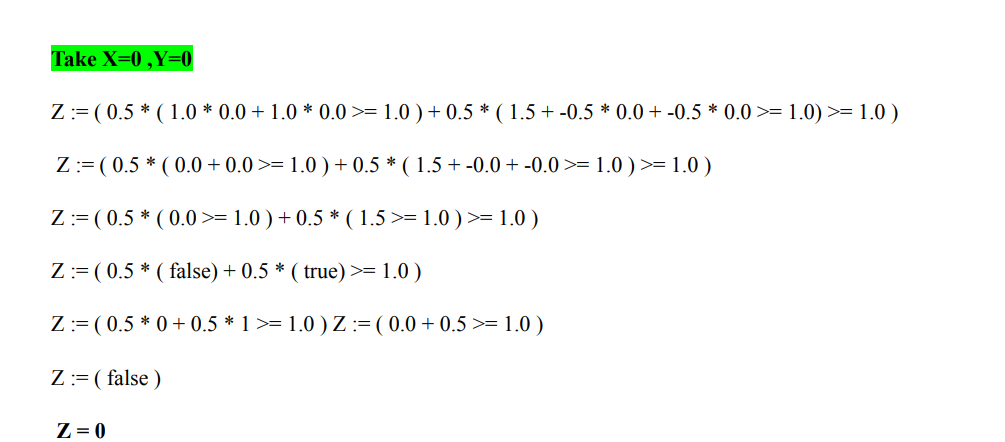 Take X=0 ,Y=0
Z := ( 0.5 * ( 1.0 * 0.0 + 1.0 * 0.0 >= 1.0 ) + 0.5 * ( 1.5 + -0.5 * 0.0 + -0.5 * 0.0 >= 1.0) >= 1.0 )
Z := ( 0.5 * ( 0.0 + 0.0 >= 1.0 ) + 0.5 * ( 1.5 + -0.0 + -0.0 >= 1.0 ) >= 1.0 )
Z := ( 0.5 * ( 0.0 >= 1.0 ) + 0.5 * ( 1.5 >= 1.0 ) >= 1.0 )
Z := ( 0.5 * ( false) + 0.5 * ( true) >= 1.0 )
Z := ( 0.5 * 0 + 0.5 * 1 >= 1.0 ) Z := ( 0.0 + 0.5 >= 1.0 )
Z := ( false )
Z = 0